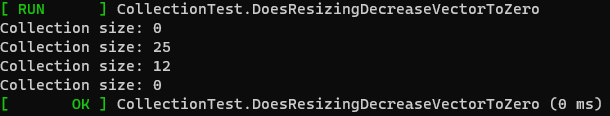 [ RUN      ] CollectionTest.DoesResizingDecreaseVectorToZero
Collection size: 0
Collection size: 25
Collection size: 12
Collection size: 0
[       OK ] CollectionTest.DoesResizingDecreaseVectorToZero (0 ms)